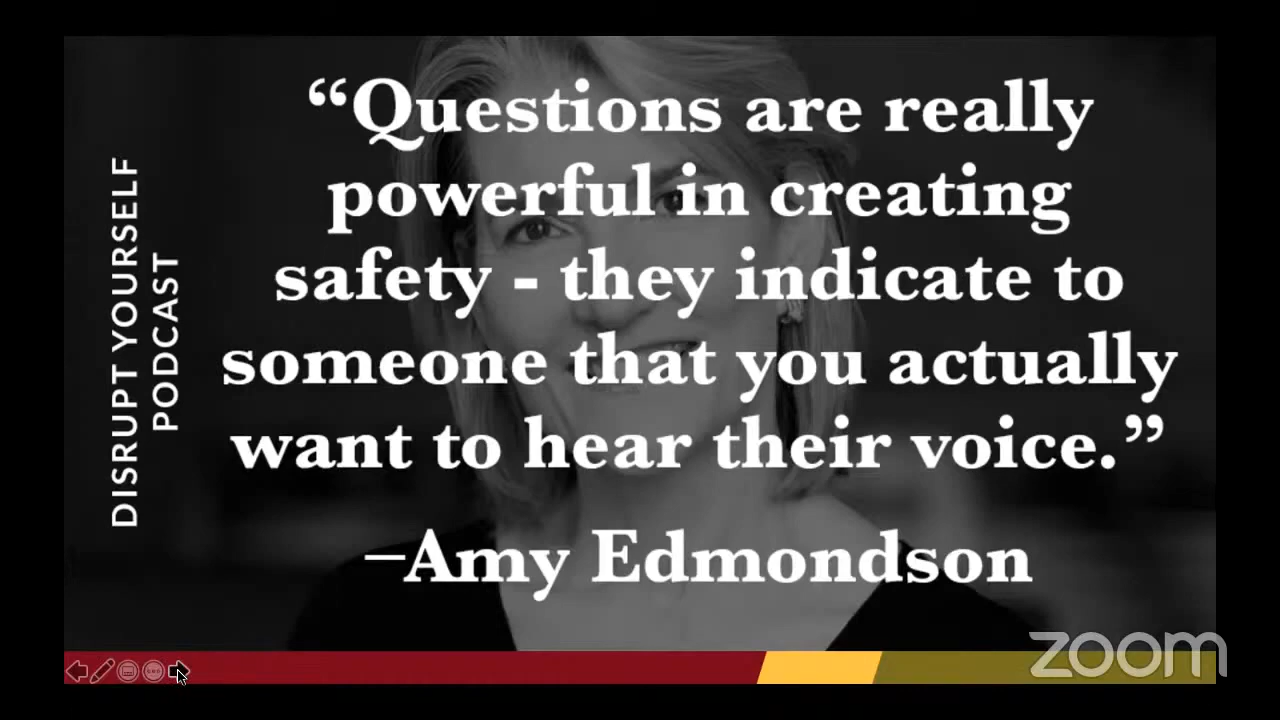 DISRUPT YOURSELF
PODCAST
“Questions are really
powerful in creating
safety - they indicate to
someone that you actually
want to hear their voice.”
–Amy Edmondson
zoom